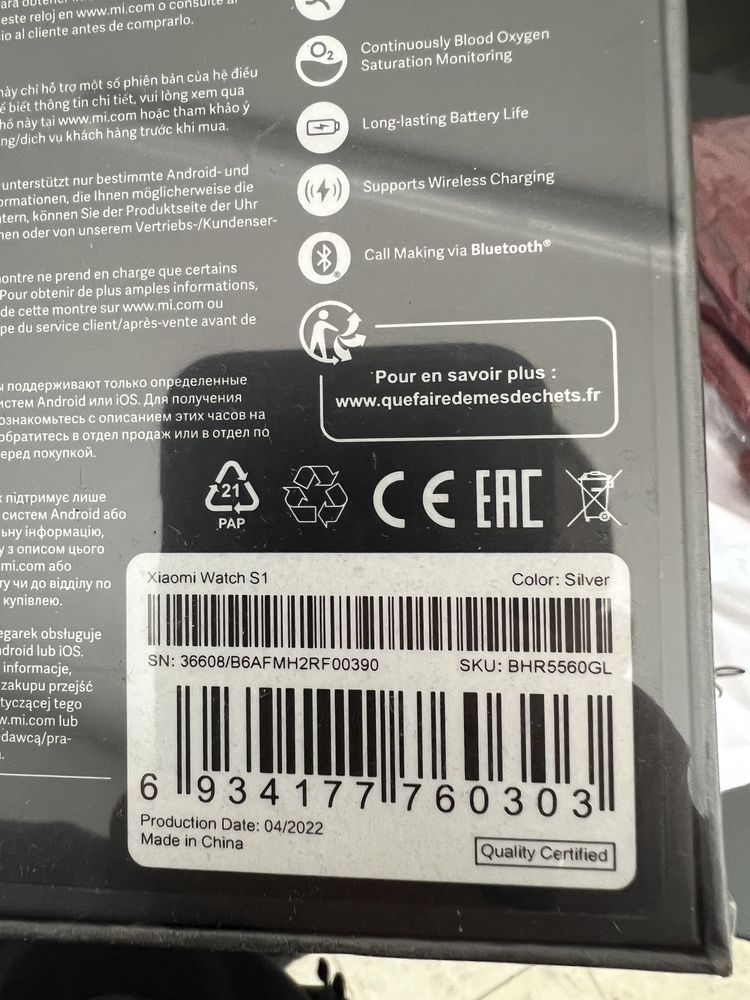 este reloj en www.mi.com o consulte al
io al cliente antes de comprarlo.
này chỉ hỗ trợ một số phiên bản của hệ điều
ể biết thông tin chi tiết, vui lòng xem qua
hồ này tại www.mi.com hoặc tham khảo ý
ng/dịch vụ khách hàng trước khi mua.
unterstützt nur bestimmte Android- und
ormationen, die Ihnen möglicherweise die
ntern, können Sie der Produktseite der Uhr
nen oder von unserem Vertriebs-/Kundenser-
montre ne prend en charge que certains
Pour obtenir de plus amples informations,
de cette montre sur www.mi.com ou
pe du service client/après-vente avant de
ы поддерживают только определенные
истем Android или iOS. Для получения
ознакомьтесь с описанием этих часов на
обратитесь в отдел продаж или в отдел по
еред покупкой.
к підтримує лише
систем Android або
ьну інформацію,
у з описом цього
mi.com або
ту чи до відділу по
купівлею.
egarek obsługuje
ndroid lub iOS.
informacje,
zakupu przejść
tyczącej tego
w.mi.com lub
dawcą/pra-
O2
Continuously Blood Oxygen
Saturation Monitoring
Long-lasting Battery Life
Supports Wireless Charging
Call Making via Bluetooth®
Pour en savoir plus :
www.quefairedemesdechets.fr
21
PAP
CE EAC
Xiaomi Watch S1 Color: Silver
SN: 36608/B6AFMH2RF00390 SKU: BHR5560GL
6 934177 760303
Production Date: 04/2022
Made in China
Quality Certified